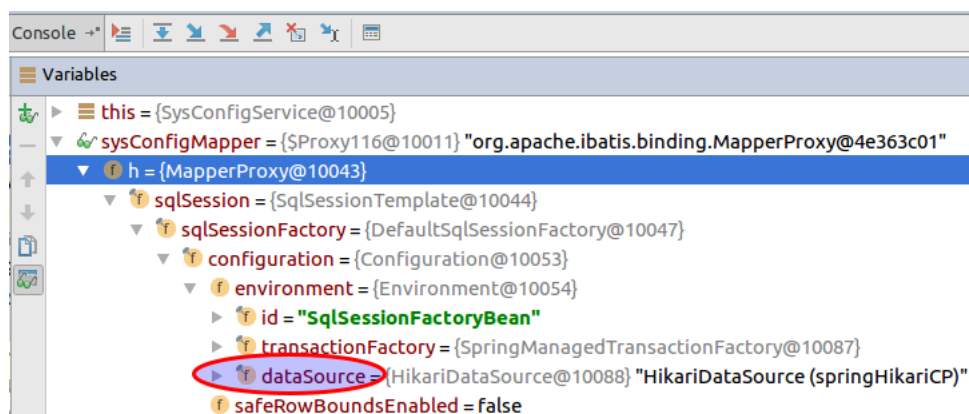 Console
Variables
this = {SysConfigService@10005}
sysConfigMapper = {$Proxy116@10011} "org.apache.ibatis.binding.MapperProxy@4e363c01"
h = {MapperProxy@10043}
sqlSession = {SqlSessionTemplate@10044}
sqlSessionFactory = {DefaultSqlSessionFactory@10047}
configuration = {Configuration@10053}
environment = {Environment@10054}
id = "SqlSessionFactoryBean"
transactionFactory = {SpringManagedTransactionFactory@10087}
dataSource = {HikariDataSource@10088} "HikariDataSource (springHikariCP)"
safeRowBoundsEnabled = false